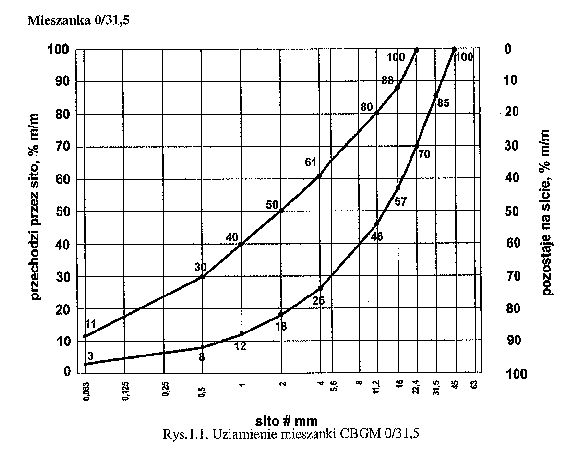 Mieszanka 0/31,5
100 0
90 100 100 10
80 88 20
80 85
70 30
60 61 70 40
50 50 57 50
40 40 46 60
30 30 70
20 26 80
10 11 18 90
0 3 8 12 100
przechodzi przez sito, % m/m
pozostaje na sicie, % m/m
0,063 0,125 0,25 0,5 1 2 4 5,6 8 11,2 16 22,4 31,5 45 63
sito # mm
Rys.1.1. Uziarnienie mieszanki CBGM 0/31,5